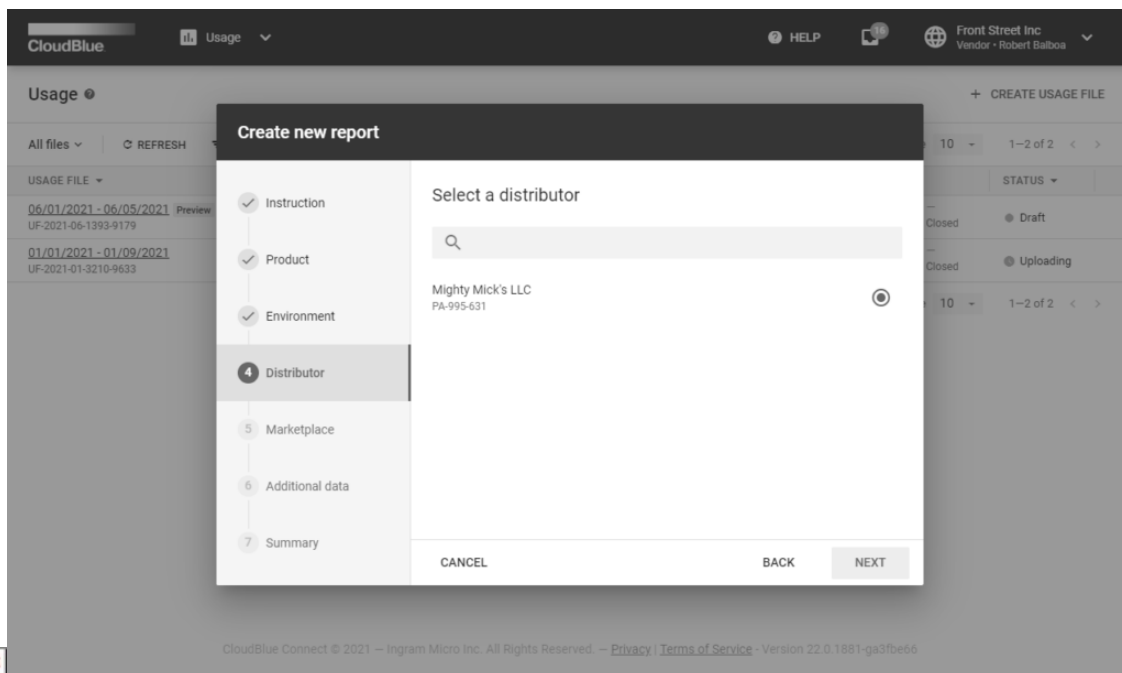 CloudBlue
Usage
HELP
16
Front Street Inc
Vendor • Robert Balboa
Usage
+ CREATE USAGE FILE
Create new report
All files
REFRESH
10
1–2 of 2
USAGE FILE
STATUS
06/01/2021 - 06/05/2021 Preview
UF-2021-06-1393-9179
—
Closed
Draft
01/01/2021 - 01/09/2021
UF-2021-01-3210-9633
—
Closed
Uploading
10
1–2 of 2
Instruction
Product
Environment
4 Distributor
5 Marketplace
6 Additional data
7 Summary
Select a distributor
Mighty Mick's LLC
PA-995-631
CANCEL
BACK
NEXT
CloudBlue Connect © 2021 — Ingram Micro Inc. All Rights Reserved. — Privacy | Terms of Service - Version 22.0.1881-ga3fbe66